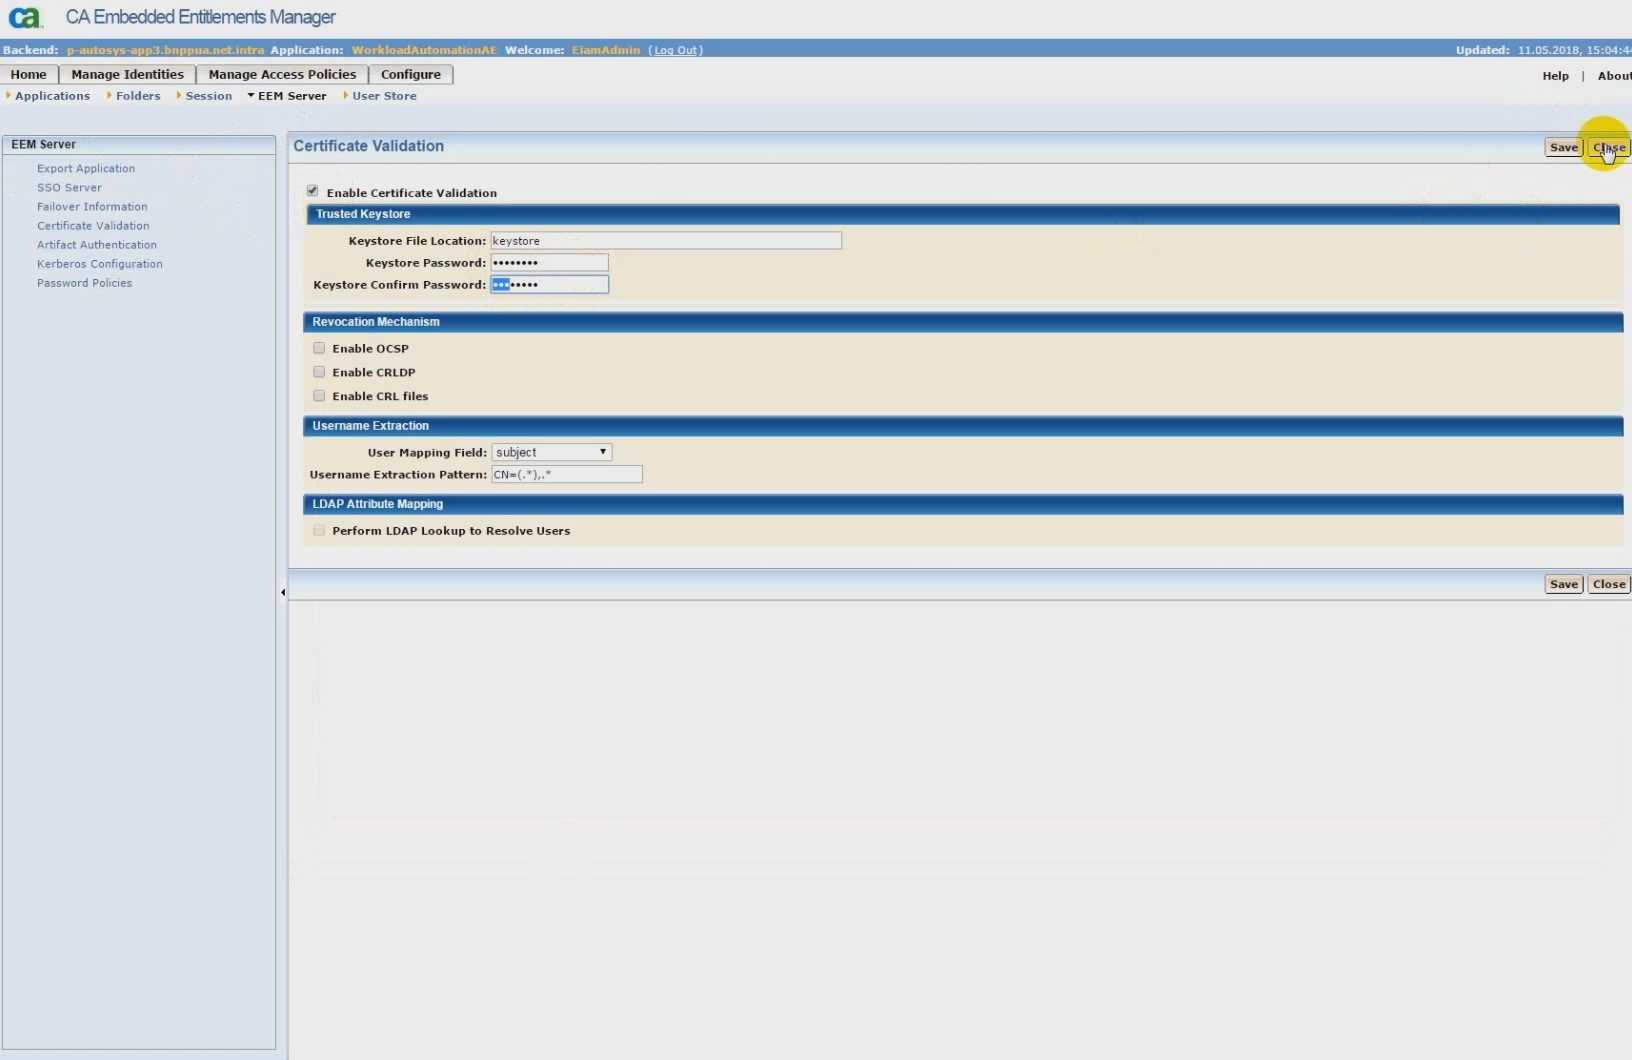 ca CA Embedded Entitlements Manager
Backend: p-autosys-app3.bnppua.net.intra Application: WorkloadAutomationAE Welcome: EiamAdmin (Log Out) Updated: 11.05.2018, 15:04:44
Home Manage Identities Manage Access Policies Configure
Help | About
Applications Folders Session EEM Server User Store
EEM Server
Export Application
SSO Server
Failover Information
Certificate Validation
Artifact Authentication
Kerberos Configuration
Password Policies
Certificate Validation Save Close
Enable Certificate Validation
Trusted Keystore
Keystore File Location: keystore
Keystore Password: ••••••••
Keystore Confirm Password: ••••••••
Revocation Mechanism
Enable OCSP
Enable CRLDP
Enable CRL files
Username Extraction
User Mapping Field: subject
Username Extraction Pattern: CN=(.*),.*
LDAP Attribute Mapping
Perform LDAP Lookup to Resolve Users
Save Close